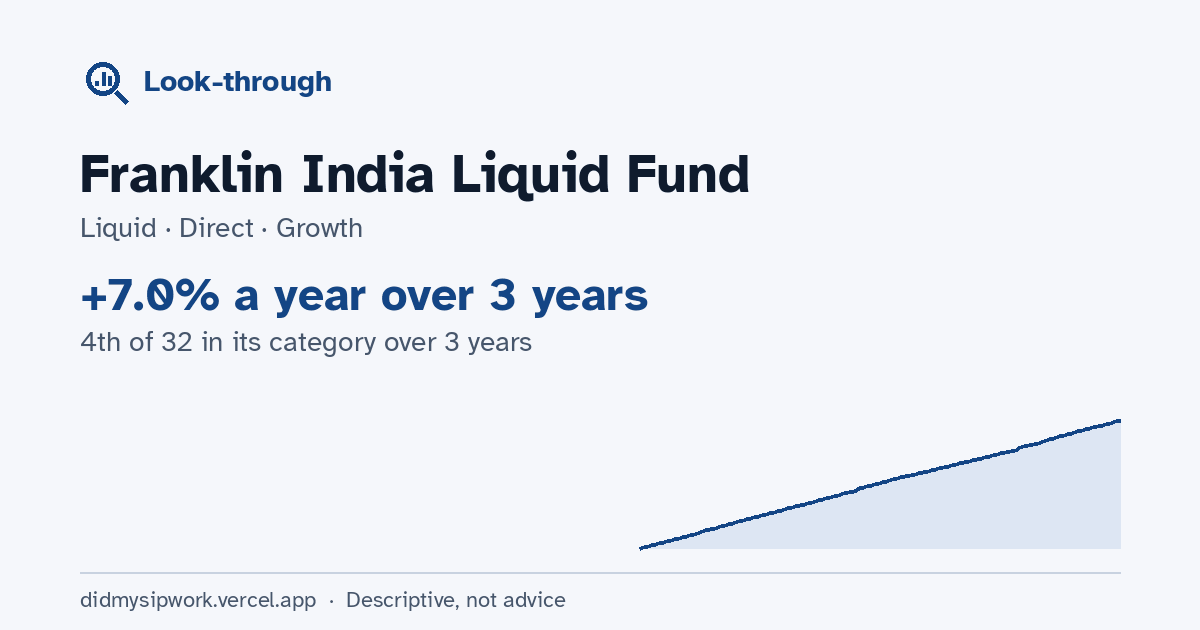 Look-through
Franklin India Liquid Fund
Liquid · Direct · Growth
+7.0% a year over 3 years
4th of 32 in its category over 3 years
didmysipwork.vercel.app · Descriptive, not advice